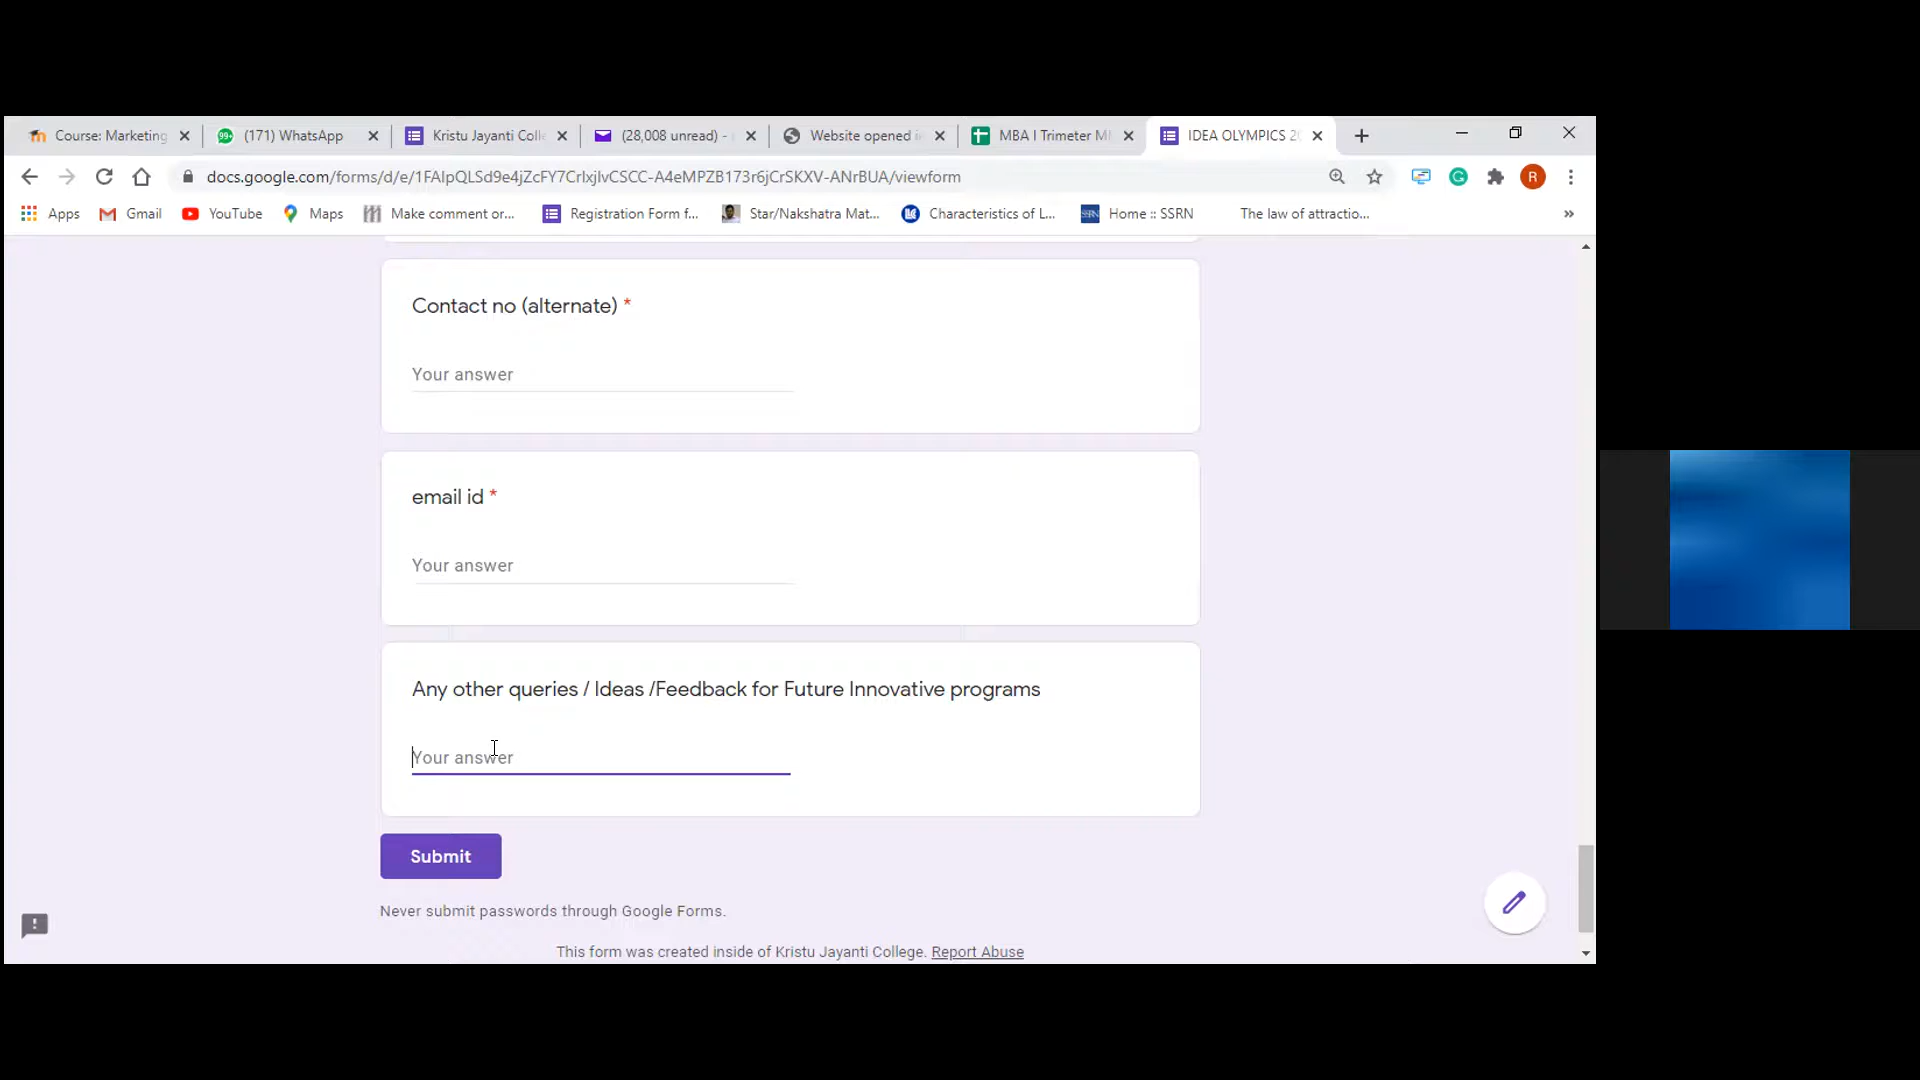 Course: Marketing
99+ (171) WhatsApp
Kristu Jayanti Coll
(28,008 unread) -
Website opened i
MBA I Trimeter M
IDEA OLYMPICS 2
docs.google.com/forms/d/e/1FAIpQLSd9e4jZcFY7CrIxjIvCSCC-A4eMPZB173r6jCrSKXV-ANrBUA/viewform
R
Apps
Gmail
YouTube
Maps
Make comment or...
Registration Form f...
Star/Nakshatra Mat...
Characteristics of L...
SSRN
Home :: SSRN
The law of attractio...
»
Contact no (alternate) *
Your answer
email id *
Your answer
Any other queries / Ideas /Feedback for Future Innovative programs
Your answer
Submit
Never submit passwords through Google Forms.
This form was created inside of Kristu Jayanti College. Report Abuse